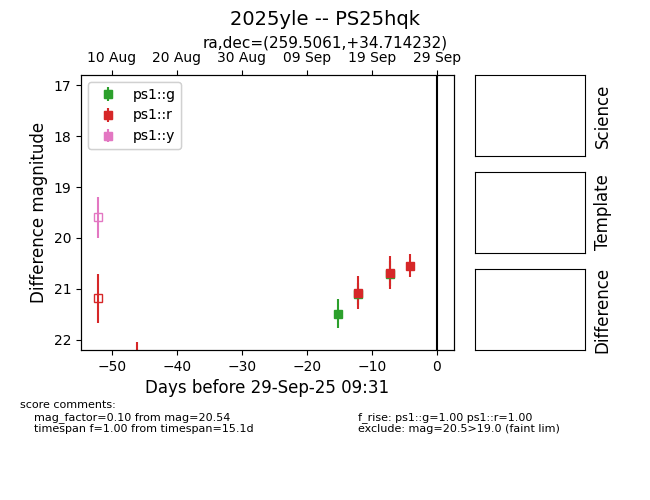 2025yle -- PS25hqk
ra,dec=(259.5061,+34.714232)
10 Aug 20 Aug 30 Aug 09 Sep 19 Sep 29 Sep
17
18
19
20
21
22
Difference magnitude
ps1::g
ps1::r
ps1::y
−50 −40 −30 −20 −10 0
Days before 29-Sep-25 09:31
Science
Template
Difference
score comments:
mag_factor=0.10 from mag=20.54
timespan f=1.00 from timespan=15.1d
f_rise: ps1::g=1.00 ps1::r=1.00
exclude: mag=20.5>19.0 (faint lim)